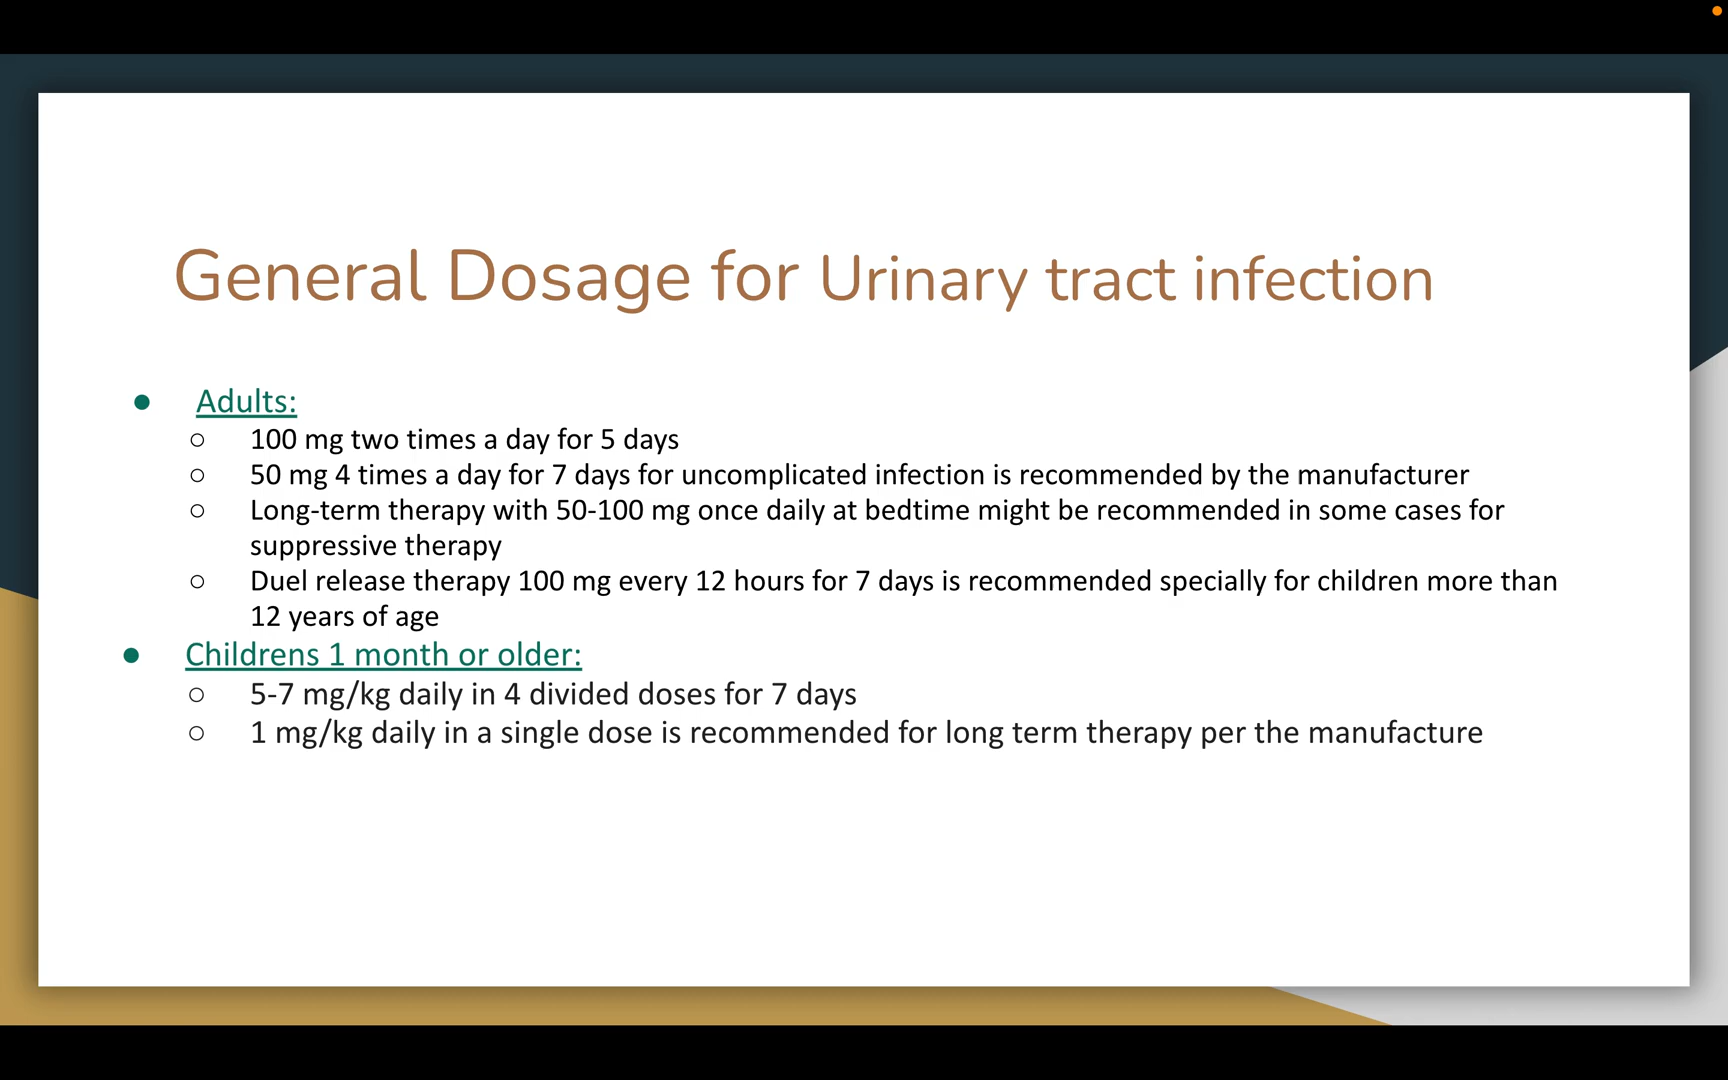 General Dosage for Urinary tract infection
● Adults:
○ 100 mg two times a day for 5 days
○ 50 mg 4 times a day for 7 days for uncomplicated infection is recommended by the manufacturer
○ Long-term therapy with 50-100 mg once daily at bedtime might be recommended in some cases for
suppressive therapy
○ Duel release therapy 100 mg every 12 hours for 7 days is recommended specially for children more than
12 years of age
● Childrens 1 month or older:
○ 5-7 mg/kg daily in 4 divided doses for 7 days
○ 1 mg/kg daily in a single dose is recommended for long term therapy per the manufacture